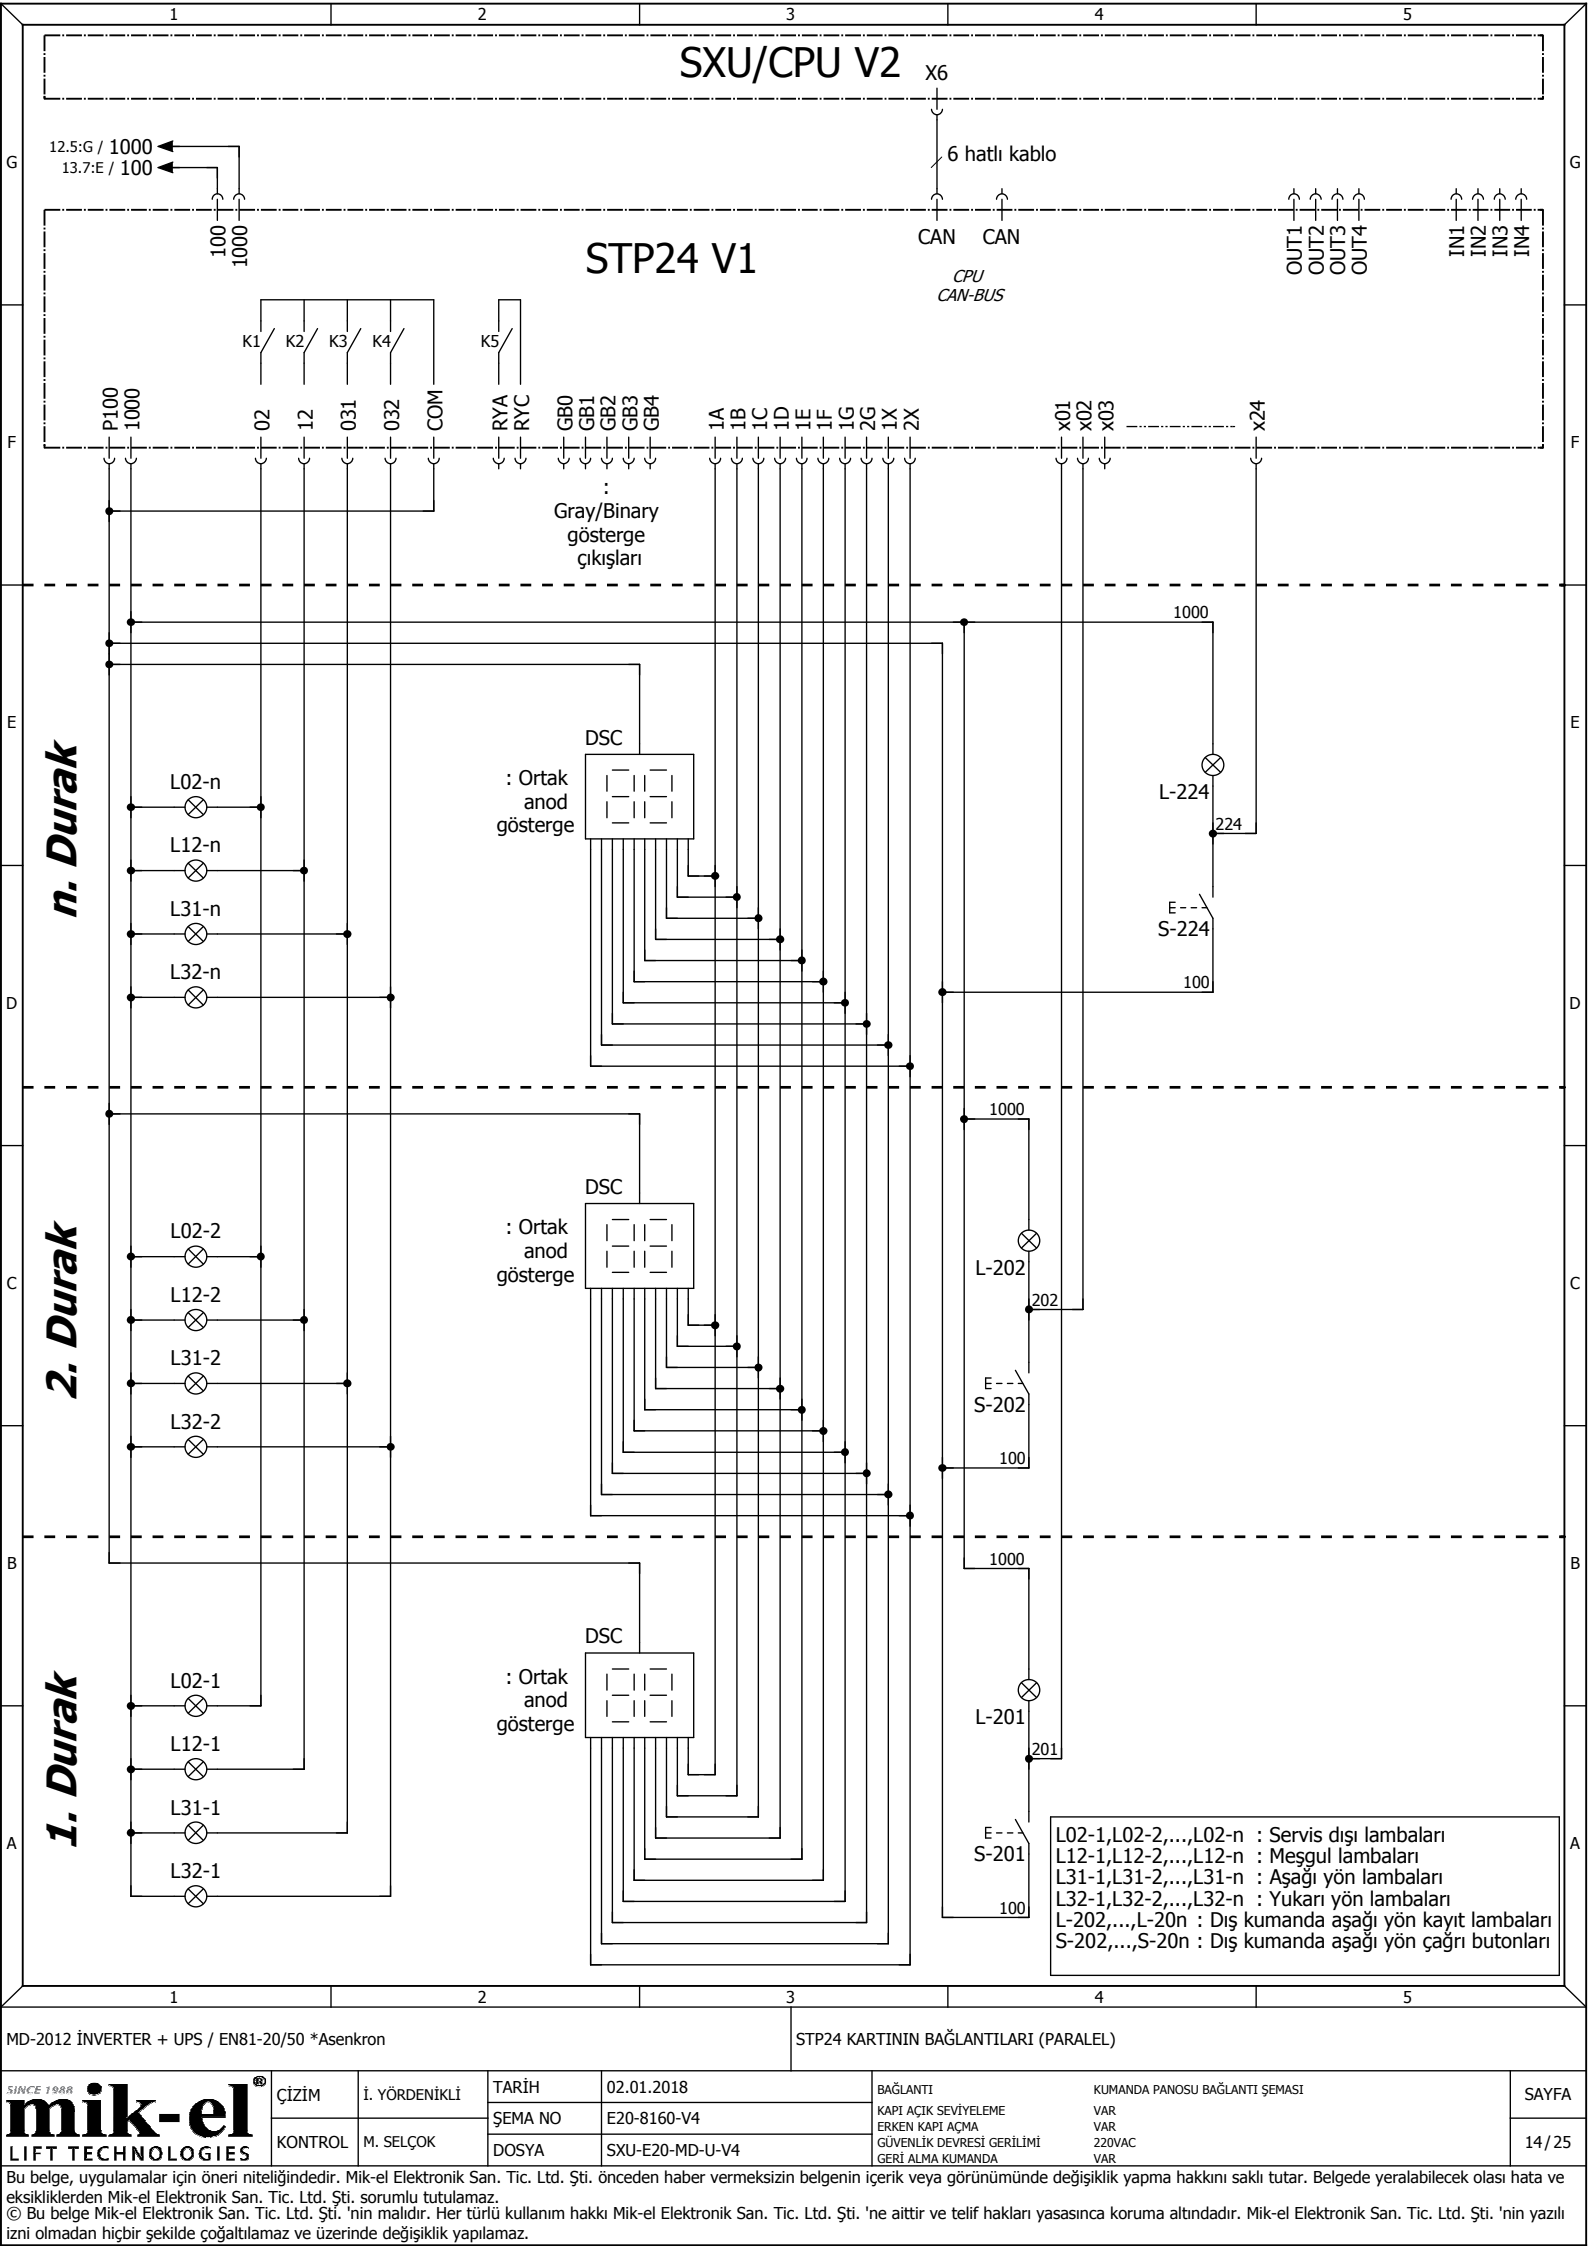 1 2 3 4 5
SXU/CPU V2
X6
12.5:G / 1000
13.7:E / 100
6 hatlı kablo
G G
100
1000
STP24 V1
CAN CAN
CPU
CAN-BUS
OUT1
OUT2
OUT3
OUT4
IN1
IN2
IN3
IN4
K1 K2 K3 K4 K5
P100
1000
02
12
031
032
COM
RYA
RYC
GB0
GB1
GB2
GB3
GB4
1A
1B
1C
1D
1E
1F
1G
2G
1X
2X
x01
x02
x03
x24
F F
:
Gray/Binary
gösterge
çıkışları
1000
E E
n. Durak
DSC
: Ortak
anod
gösterge
L02-n
L12-n
L31-n
L32-n
L-224
224
E
S-224
100
D D
1000
2. Durak
DSC
: Ortak
anod
gösterge
L02-2
L12-2
L31-2
L32-2
L-202
202
E
S-202
100
C C
B B
1000
1. Durak
DSC
: Ortak
anod
gösterge
L02-1
L12-1
L31-1
L32-1
L-201
201
E
S-201
100
A A
L02-1,L02-2,...,L02-n : Servis dışı lambaları
L12-1,L12-2,...,L12-n : Meşgul lambaları
L31-1,L31-2,...,L31-n : Aşağı yön lambaları
L32-1,L32-2,...,L32-n : Yukarı yön lambaları
L-202,...,L-20n : Dış kumanda aşağı yön kayıt lambaları
S-202,...,S-20n : Dış kumanda aşağı yön çağrı butonları
1 2 3 4 5
MD-2012 İNVERTER + UPS / EN81-20/50 *Asenkron
STP24 KARTININ BAĞLANTILARI (PARALEL)
SINCE 1988
mik-el®
LIFT TECHNOLOGIES
ÇİZİM İ. YÖRDENİKLİ
KONTROL M. SELÇOK
TARİH 02.01.2018
ŞEMA NO E20-8160-V4
DOSYA SXU-E20-MD-U-V4
BAĞLANTI KUMANDA PANOSU BAĞLANTI ŞEMASI
KAPI AÇIK SEVİYELEME VAR
ERKEN KAPI AÇMA VAR
GÜVENLİK DEVRESİ GERİLİMİ 220VAC
GERİ ALMA KUMANDA VAR
SAYFA
14/25
Bu belge, uygulamalar için öneri niteliğindedir. Mik-el Elektronik San. Tic. Ltd. Şti. önceden haber vermeksizin belgenin içerik veya görünümünde değişiklik yapma hakkını saklı tutar. Belgede yeralabilecek olası hata ve
eksikliklerden Mik-el Elektronik San. Tic. Ltd. Şti. sorumlu tutulamaz.
© Bu belge Mik-el Elektronik San. Tic. Ltd. Şti. 'nin malıdır. Her türlü kullanım hakkı Mik-el Elektronik San. Tic. Ltd. Şti. 'ne aittir ve telif hakları yasasınca koruma altındadır. Mik-el Elektronik San. Tic. Ltd. Şti. 'nin yazılı
izni olmadan hiçbir şekilde çoğaltılamaz ve üzerinde değişiklik yapılamaz.